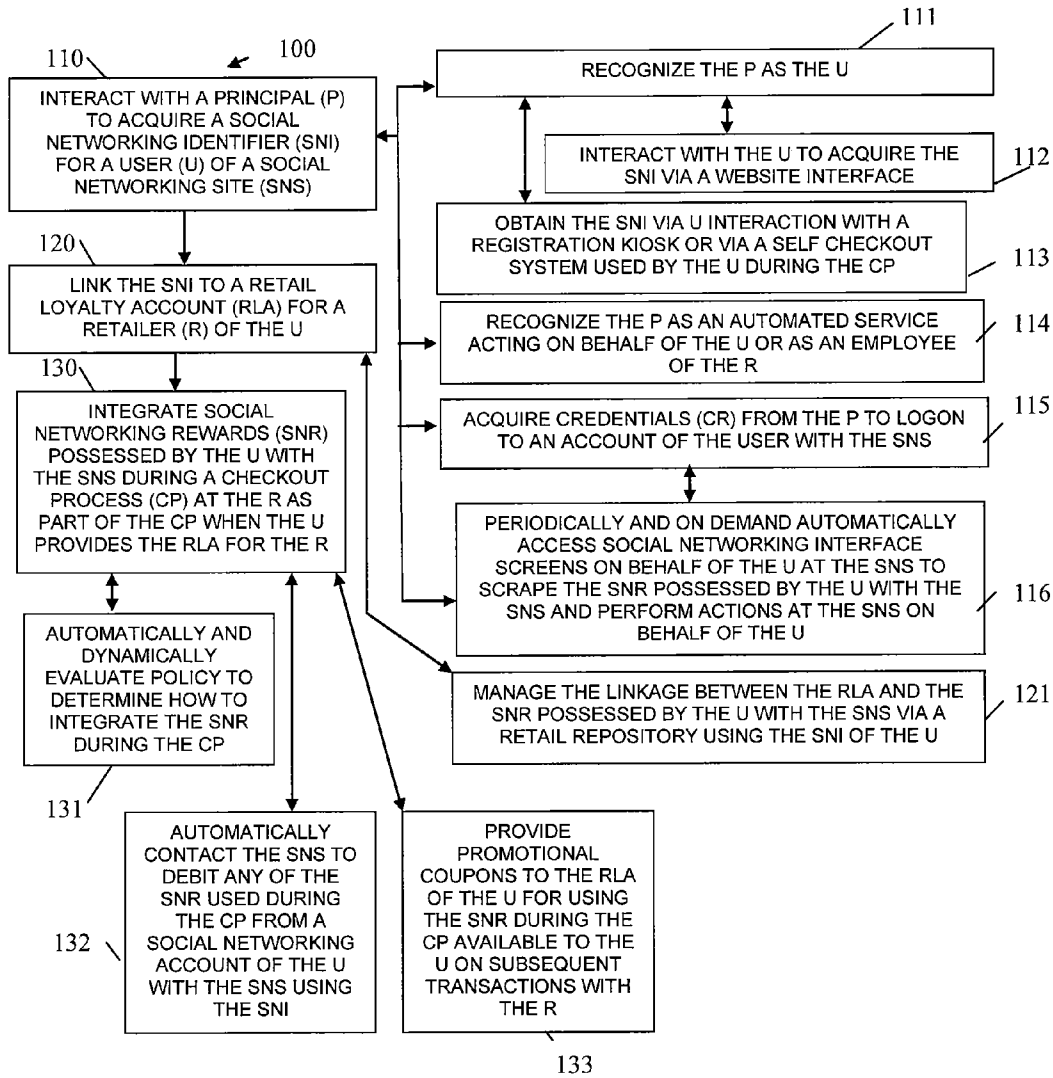 100
110
INTERACT WITH A PRINCIPAL (P)
TO ACQUIRE A SOCIAL
NETWORKING IDENTIFIER (SNI)
FOR A USER (U) OF A SOCIAL
NETWORKING SITE (SNS)
120
LINK THE SNI TO A RETAIL
LOYALTY ACCOUNT (RLA) FOR A
RETAILER (R) OF THE U
130
INTEGRATE SOCIAL
NETWORKING REWARDS (SNR)
POSSESSED BY THE U WITH
THE SNS DURING A CHECKOUT
PROCESS (CP) AT THE R AS
PART OF THE CP WHEN THE U
PROVIDES THE RLA FOR THE R
AUTOMATICALLY AND
DYNAMICALLY
EVALUATE POLICY TO
DETERMINE HOW TO
INTEGRATE THE SNR
DURING THE CP
131
AUTOMATICALLY
CONTACT THE SNS TO
DEBIT ANY OF THE
SNR USED DURING
THE CP FROM A
SOCIAL NETWORKING
ACCOUNT OF THE U
WITH THE SNS USING
THE SNI
132
PROVIDE
PROMOTIONAL
COUPONS TO THE RLA
OF THE U FOR USING
THE SNR DURING THE
CP AVAILABLE TO THE
U ON SUBSEQUENT
TRANSACTIONS WITH
THE R
133
111
RECOGNIZE THE P AS THE U
INTERACT WITH THE U TO ACQUIRE THE
SNI VIA A WEBSITE INTERFACE
112
OBTAIN THE SNI VIA U INTERACTION WITH A
REGISTRATION KIOSK OR VIA A SELF CHECKOUT
SYSTEM USED BY THE U DURING THE CP
113
RECOGNIZE THE P AS AN AUTOMATED SERVICE
ACTING ON BEHALF OF THE U OR AS AN EMPLOYEE
OF THE R
114
ACQUIRE CREDENTIALS (CR) FROM THE P TO LOGON
TO AN ACCOUNT OF THE USER WITH THE SNS
115
PERIODICALLY AND ON DEMAND AUTOMATICALLY
ACCESS SOCIAL NETWORKING INTERFACE
SCREENS ON BEHALF OF THE U AT THE SNS TO
SCRAPE THE SNR POSSESSED BY THE U WITH THE
SNS AND PERFORM ACTIONS AT THE SNS ON
BEHALF OF THE U
116
MANAGE THE LINKAGE BETWEEN THE RLA AND THE
SNR POSSESSED BY THE U WITH THE SNS VIA A
RETAIL REPOSITORY USING THE SNI OF THE U
121